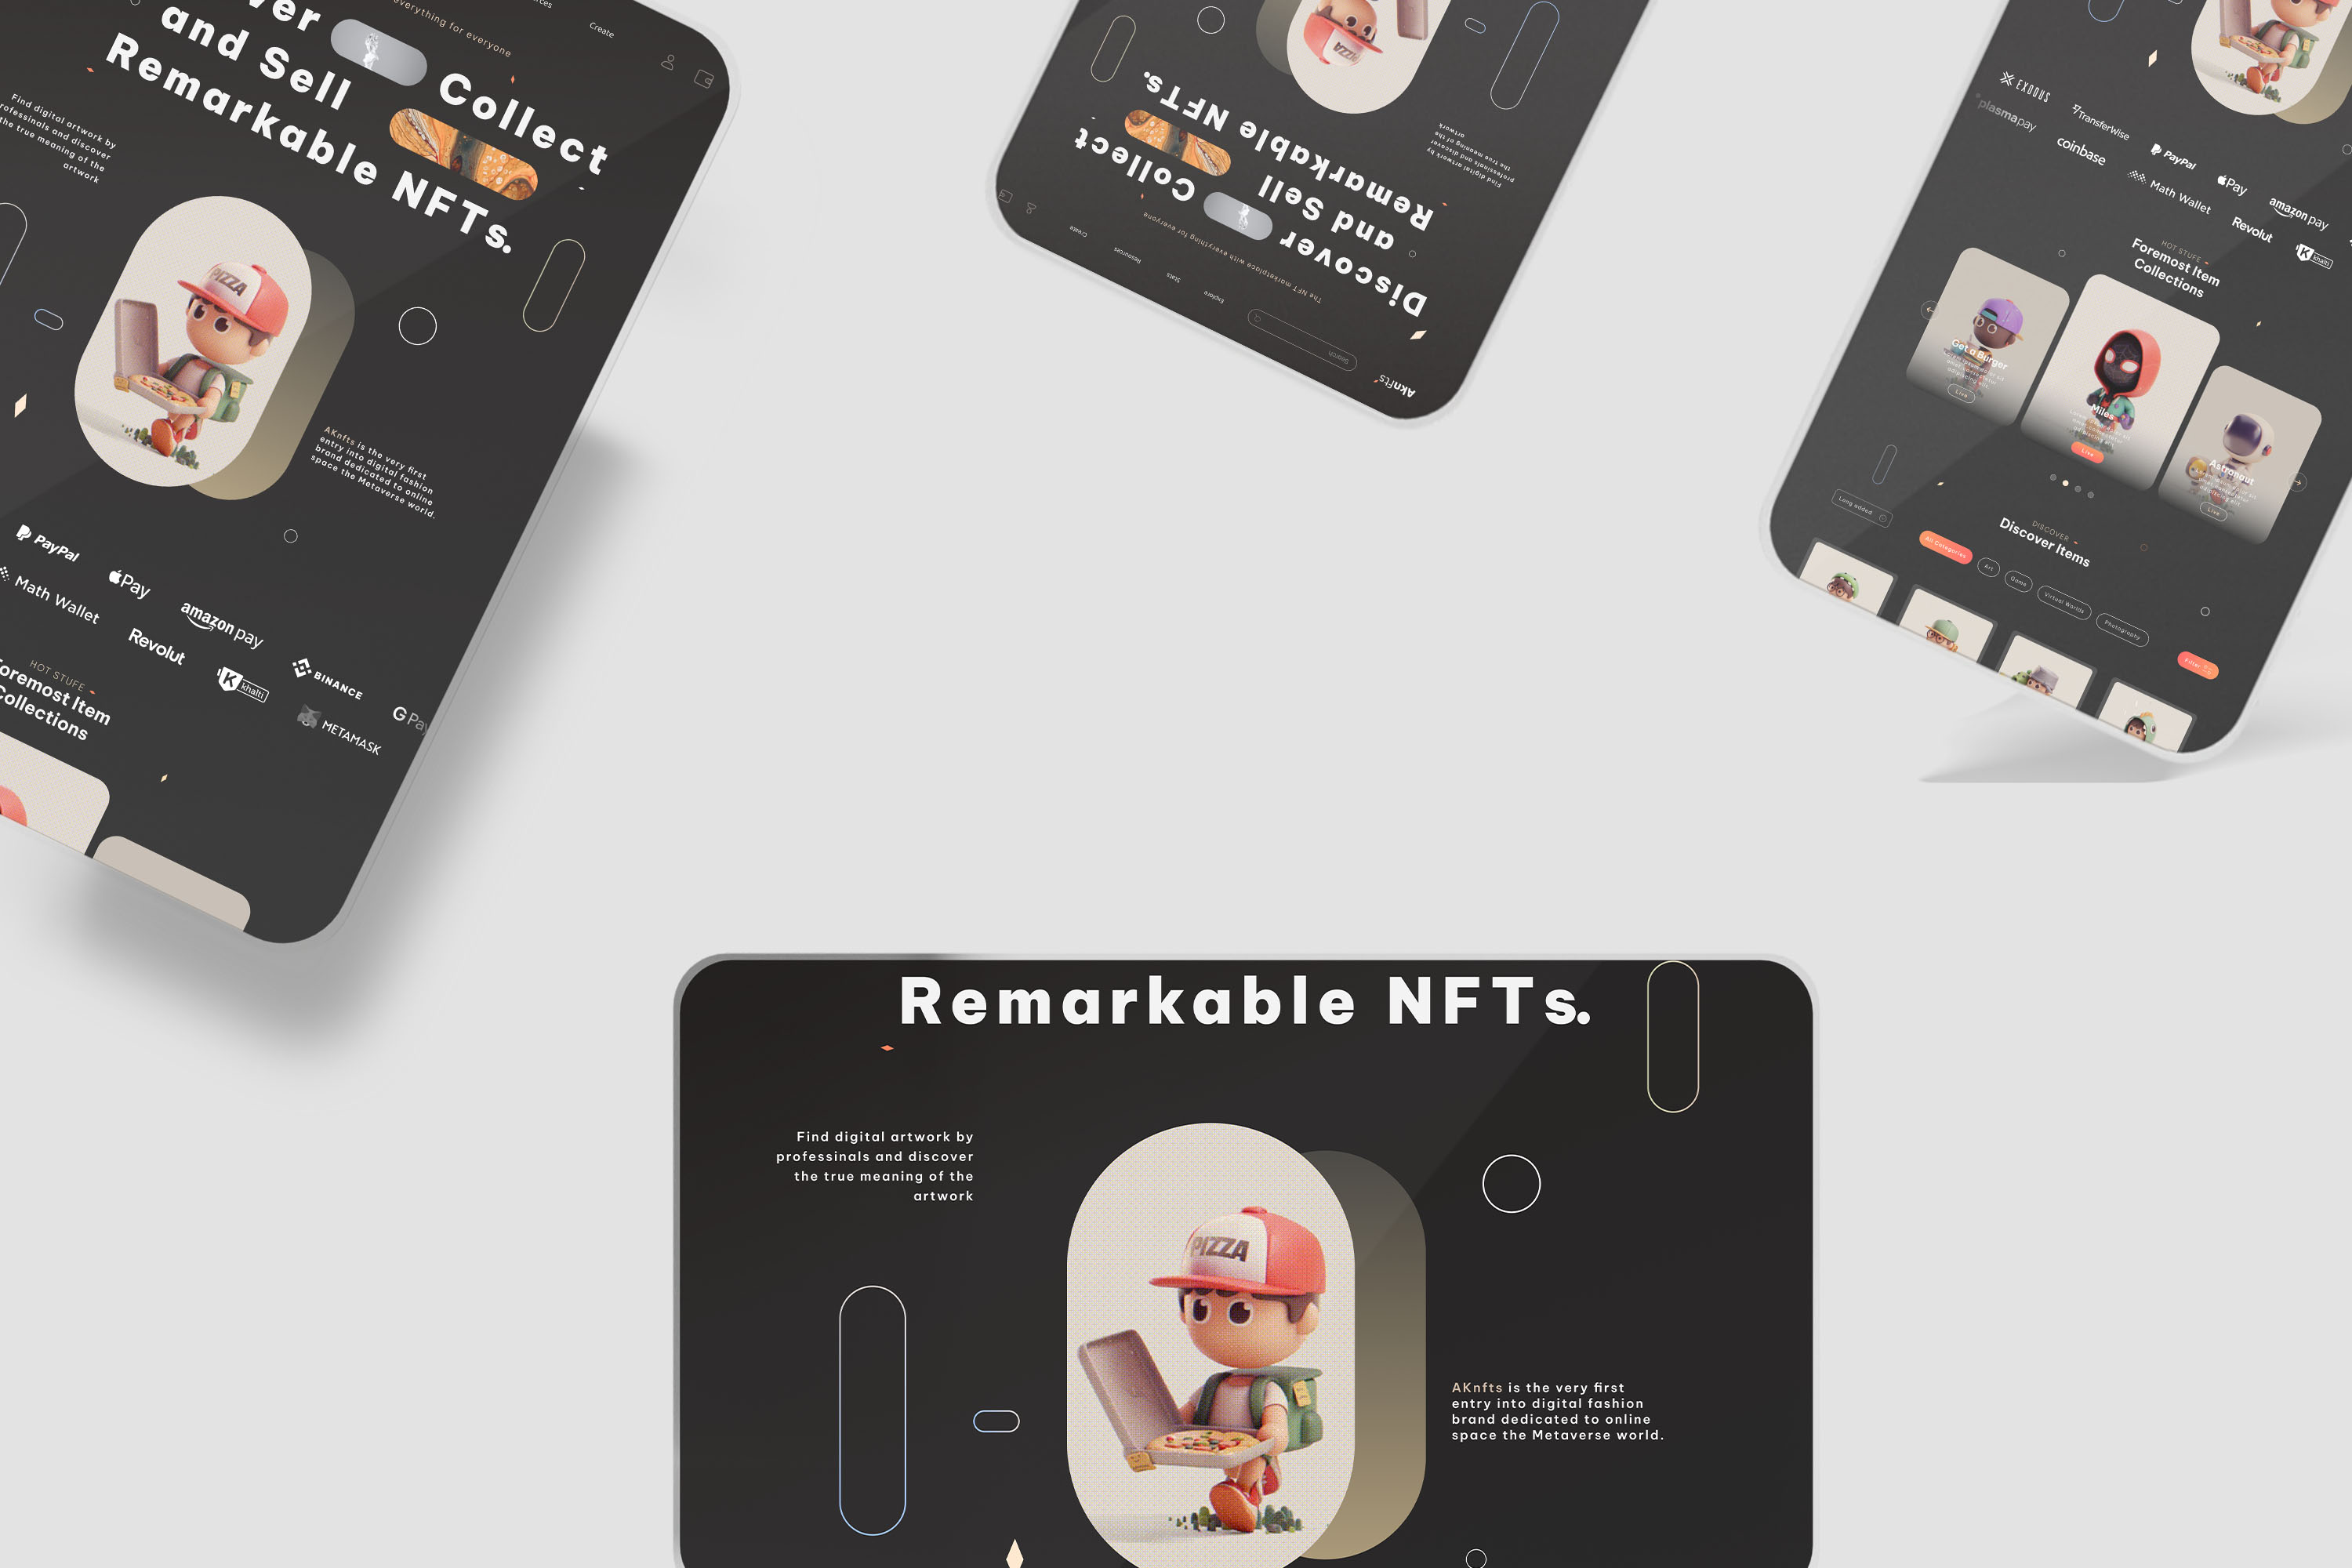 ver
Collect
and Sell
Remarkable NFTs.
everything for everyone
Create
Find digital artwork by
professinals and discover
the true meaning of the
artwork
PIZZA
AKnfts is the very first
entry into digital fashion
brand dedicated to online
space the Metaverse world.
PayPal
Pay
amazon pay
BINANCE
G Pay
Math Wallet
Revolut
K khalti
METAMASK
HOT STUFE
Foremost Item
Collections
Aknfts
Search
Explore
Stats
Resources
Create
The NFT marketplace with everything for everyone
Discover
Collect
and Sell
Remarkable NFTs.
Find digital artwork by
professinals and discover
the true meaning of the
artwork
PIZZA
EXODUS
TransferWise
PayPal
Pay
amazon pay
plasmapay
coinbase
Math Wallet
Revolut
K khalti
HOT STUFE
Foremost Item
Collections
Get a Burger
Live
Miles
Live
Astronout
Live
DISCOVER
Discover Items
Long added
All Categories
Art
Game
Virtual Worlds
Photography
Filter
Remarkable NFTs.
Find digital artwork by
professinals and discover
the true meaning of the
artwork
PIZZA
AKnfts is the very first
entry into digital fashion
brand dedicated to online
space the Metaverse world.